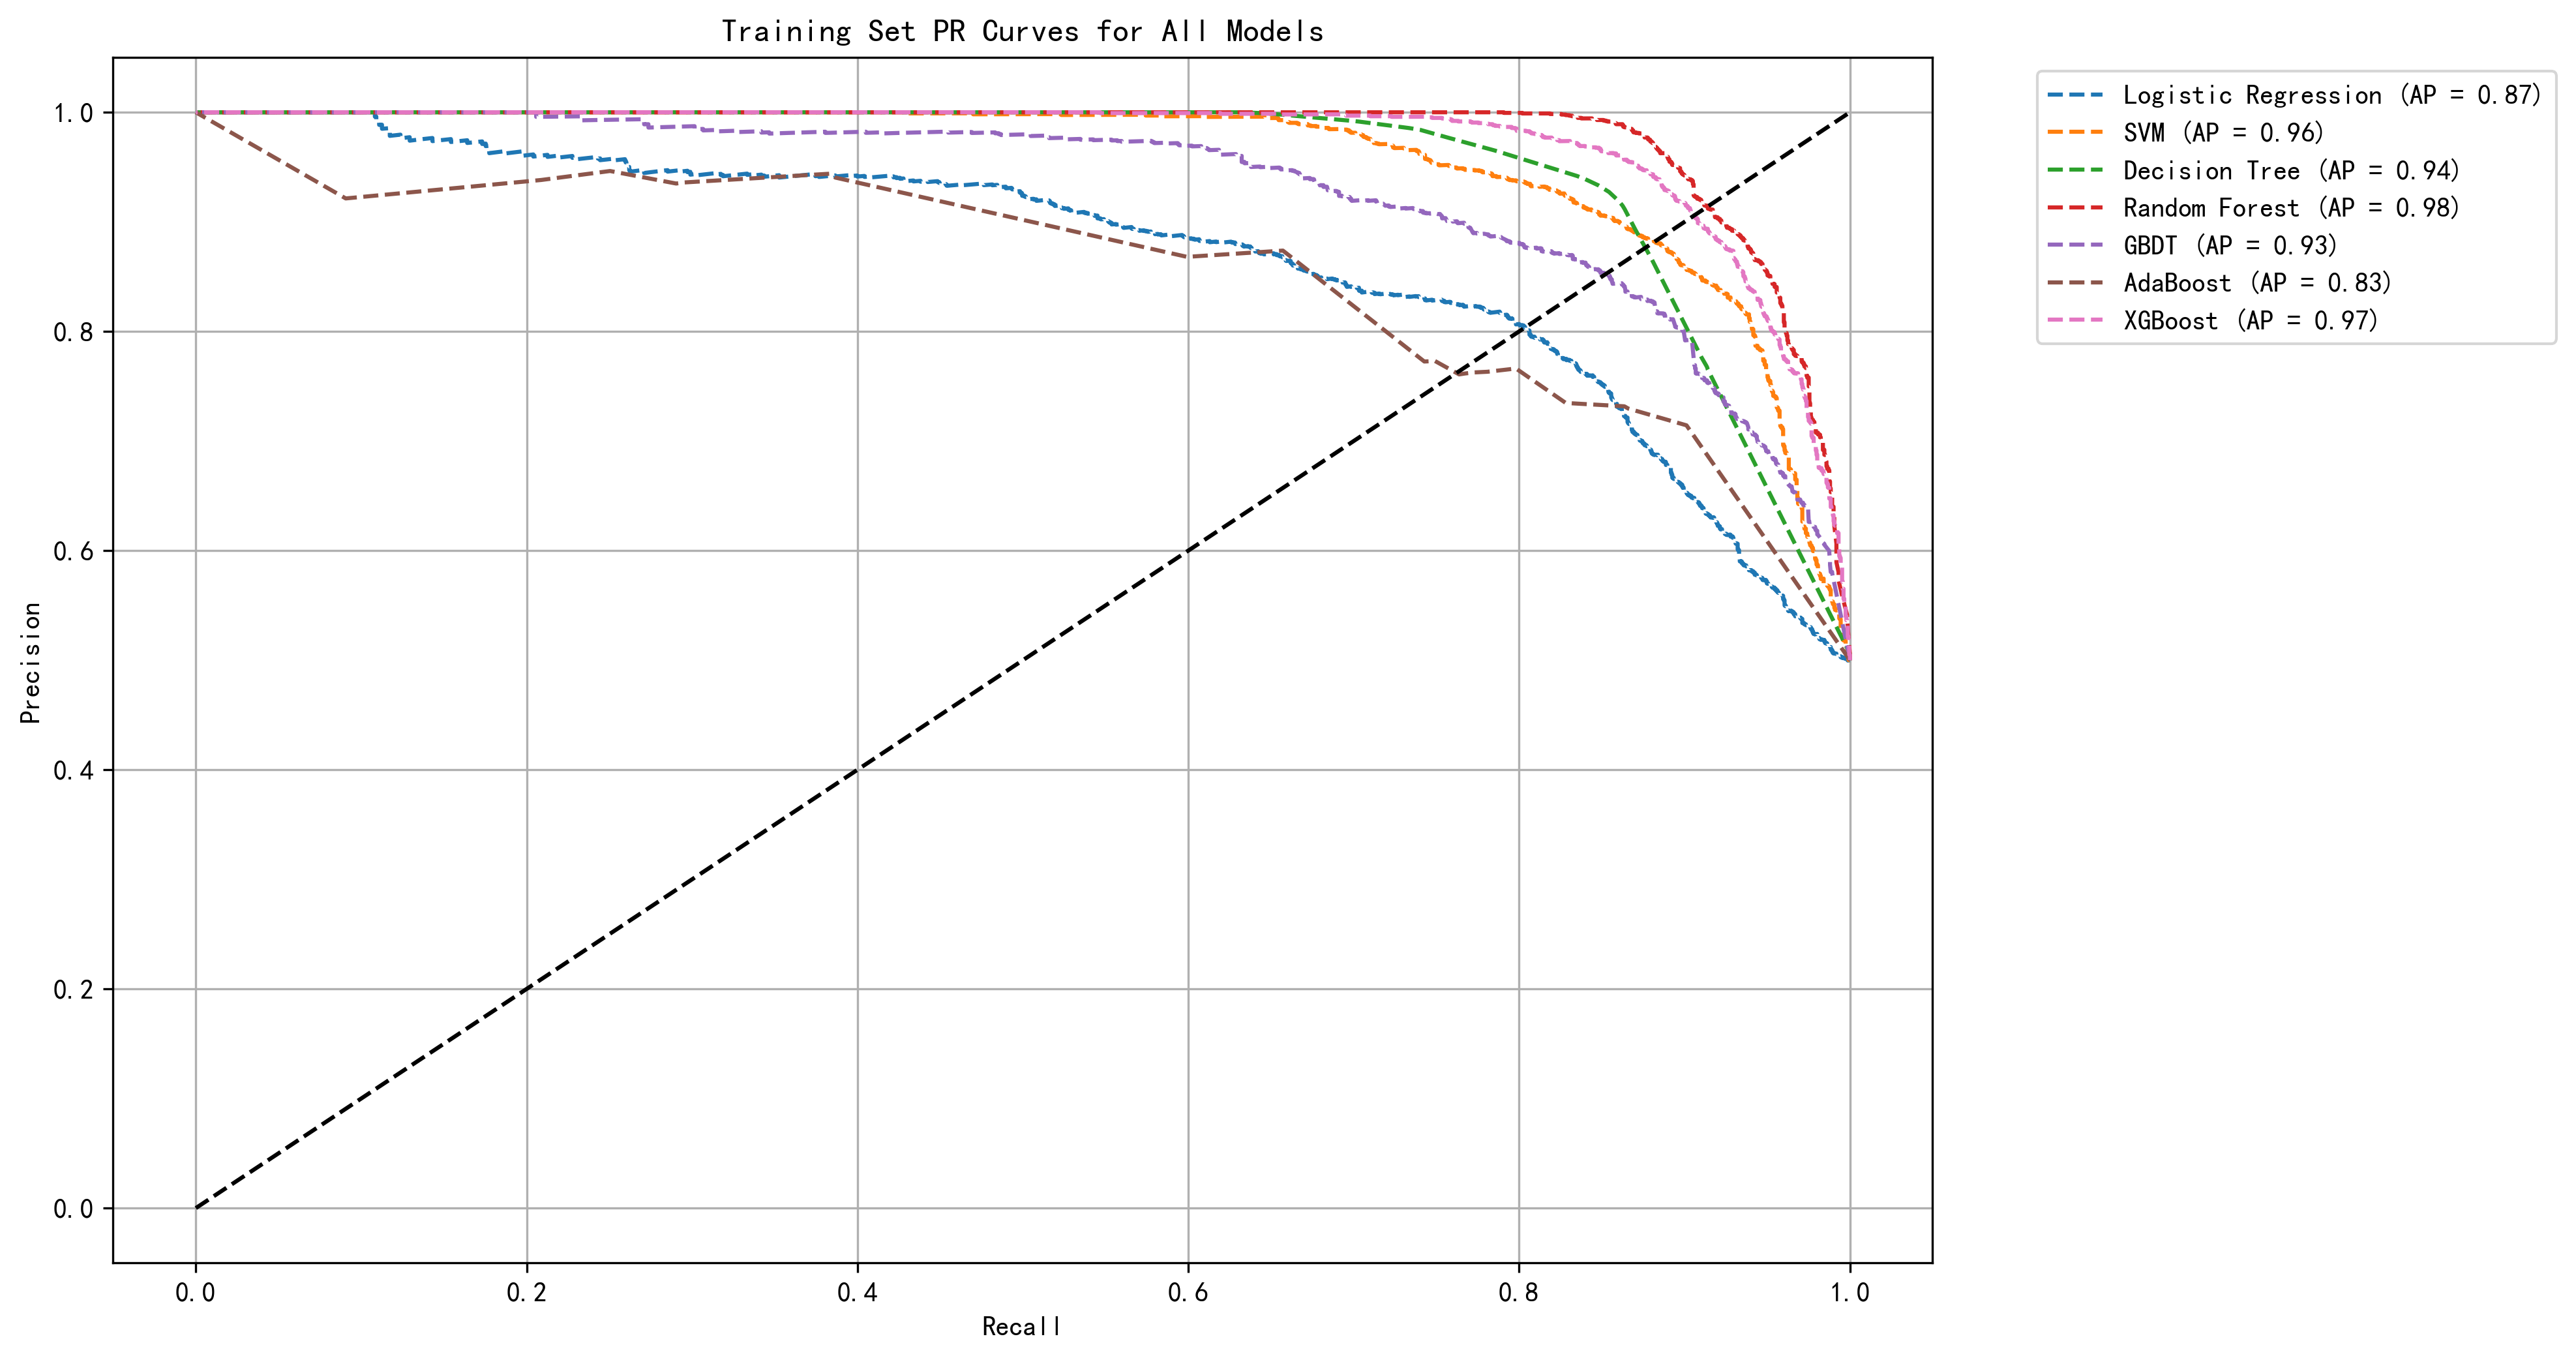 Training Set PR Curves for All Models
1.0
0.8
0.6
0.4
0.2
0.0
Precision
0.0 0.2 0.4 0.6 0.8 1.0
Recall
Logistic Regression (AP = 0.87)
SVM (AP = 0.96)
Decision Tree (AP = 0.94)
Random Forest (AP = 0.98)
GBDT (AP = 0.93)
AdaBoost (AP = 0.83)
XGBoost (AP = 0.97)